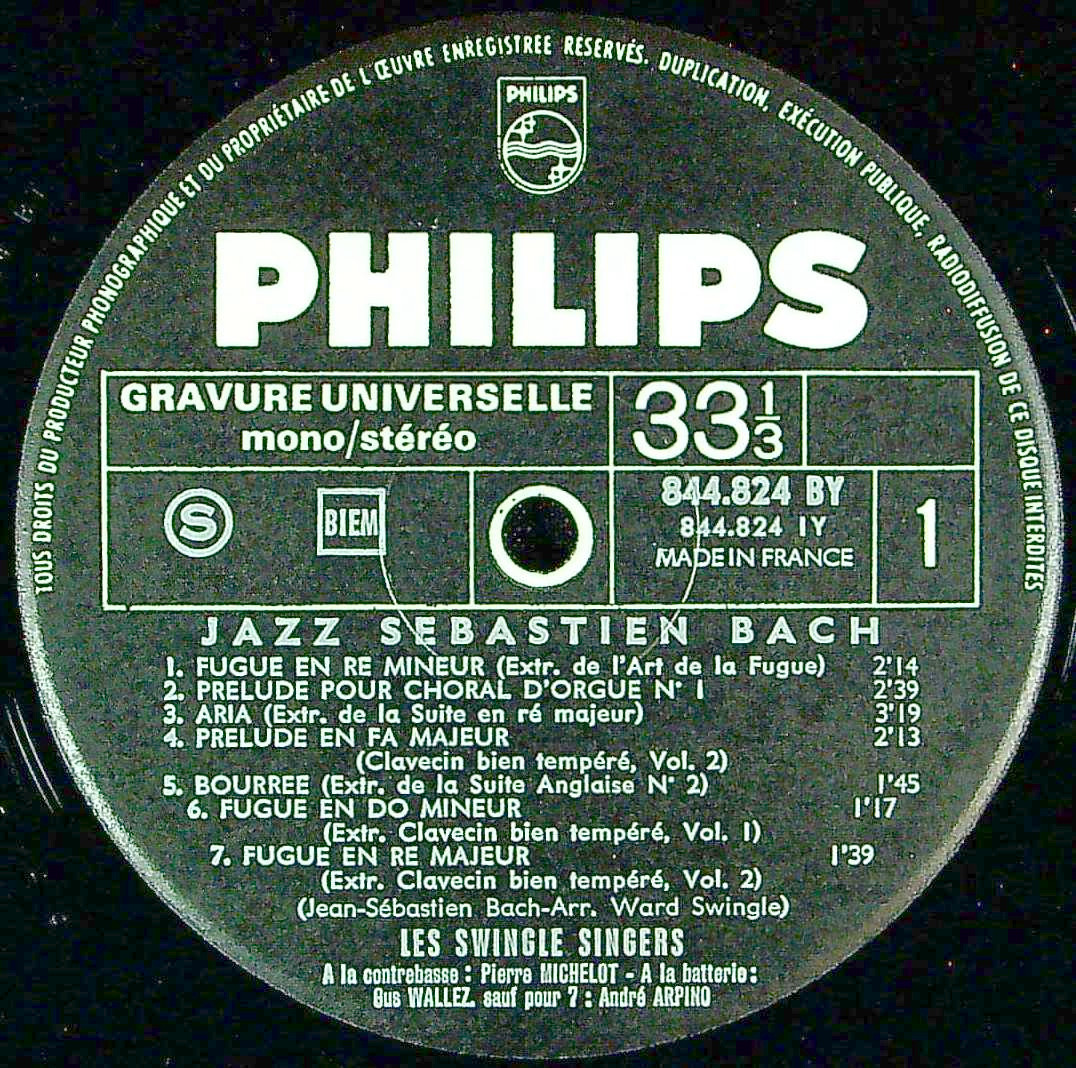 TOUS DROITS DU PRODUCTEUR PHONOGRAPHIQUE ET DU PROPRIÉTAIRE DE L'ŒUVRE ENREGISTREE RESERVÉS. DUPLICATION, EXÉCUTION PUBLIQUE, RADIODIFFUSION DE CE DISQUE INTERDITES
PHILIPS
PHILIPS
GRAVURE UNIVERSELLE
mono/stéréo
33 1/3
S
BIEM
844.824 BY
844.824 IY
MADE IN FRANCE
1
JAZZ SEBASTIEN BACH
1. FUGUE EN RE MINEUR (Extr. de l'Art de la Fugue) 2'14
2. PRELUDE POUR CHORAL D'ORGUE N° 1 2'39
3. ARIA (Extr. de la Suite en ré majeur) 3'19
4. PRELUDE EN FA MAJEUR 2'13
(Clavecin bien tempéré, Vol. 2)
5. BOURREE (Extr. de la Suite Anglaise N° 2) 1'45
6. FUGUE EN DO MINEUR 1'17
(Extr. Clavecin bien tempéré, Vol. 1)
7. FUGUE EN RE MAJEUR 1'39
(Extr. Clavecin bien tempéré, Vol. 2)
(Jean-Sébastien Bach-Arr. Ward Swingle)
LES SWINGLE SINGERS
A la contrebasse : Pierre MICHELOT - A la batterie :
Gus WALLEZ, sauf pour 7 : André ARPINO